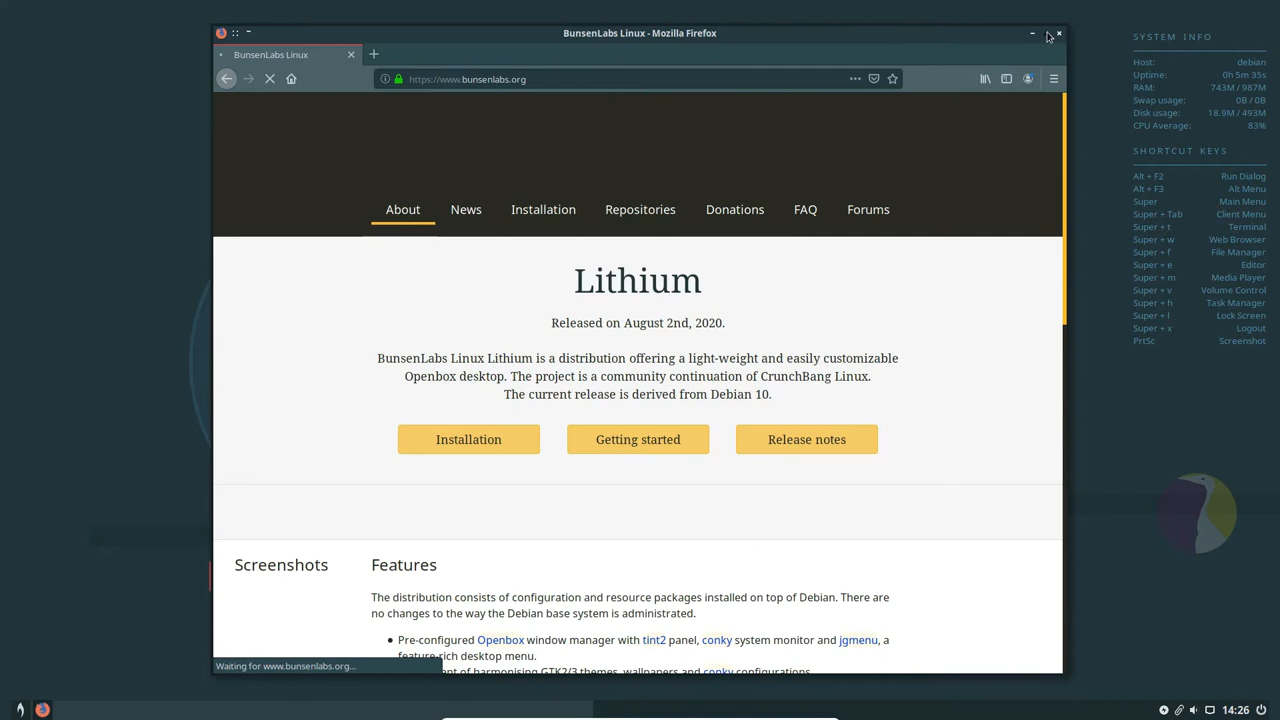 BunsenLabs Linux - Mozilla Firefox
BunsenLabs Linux
https://www.bunsenlabs.org
About News Installation Repositories Donations FAQ Forums
Lithium
Released on August 2nd, 2020.
BunsenLabs Linux Lithium is a distribution offering a light-weight and easily customizable
Openbox desktop. The project is a community continuation of CrunchBang Linux.
The current release is derived from Debian 10.
Installation Getting started Release notes
Screenshots
Features
The distribution consists of configuration and resource packages installed on top of Debian. There are
no changes to the way the Debian base system is administrated.
• Pre-configured Openbox window manager with tint2 panel, conky system monitor and jgmenu, a
feature-rich desktop menu.
of harmonising GTK2/3 themes, wallpapers and conky configurations.
Waiting for www.bunsenlabs.org...
SYSTEM INFO
Host: debian
Uptime: 0h 5m 35s
RAM: 743M / 987M
Swap usage: 0B / 0B
Disk usage: 18.9M / 493M
CPU Average: 83%
SHORTCUT KEYS
Alt + F2 Run Dialog
Alt + F3 Alt Menu
Super Main Menu
Super + Tab Client Menu
Super + t Terminal
Super + w Web Browser
Super + f File Manager
Super + e Editor
Super + m Media Player
Super + v Volume Control
Super + h Task Manager
Super + l Lock Screen
Super + x Logout
PrtSc Screenshot
14:26